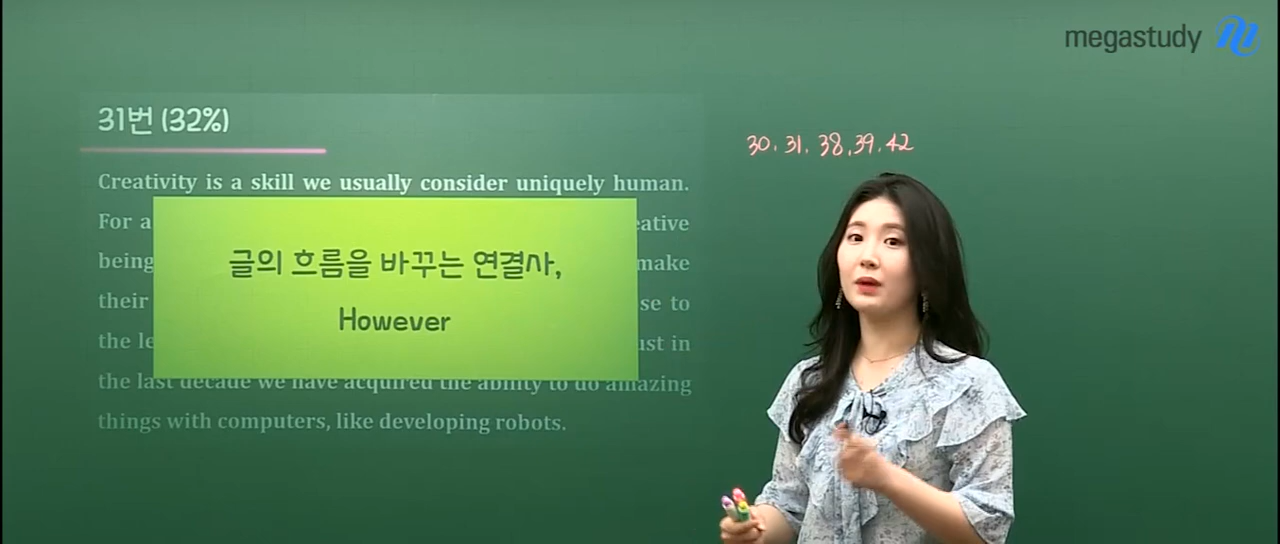 megastudy
31번 (32%)
30. 31. 38. 39. 42
Creativity is a skill we usually consider uniquely human.
For a
being make
their se to
the le ust in
글의 흐름을 바꾸는 연결사,
However
the last decade we have acquired the ability to do amazing
things with computers, like developing robots.